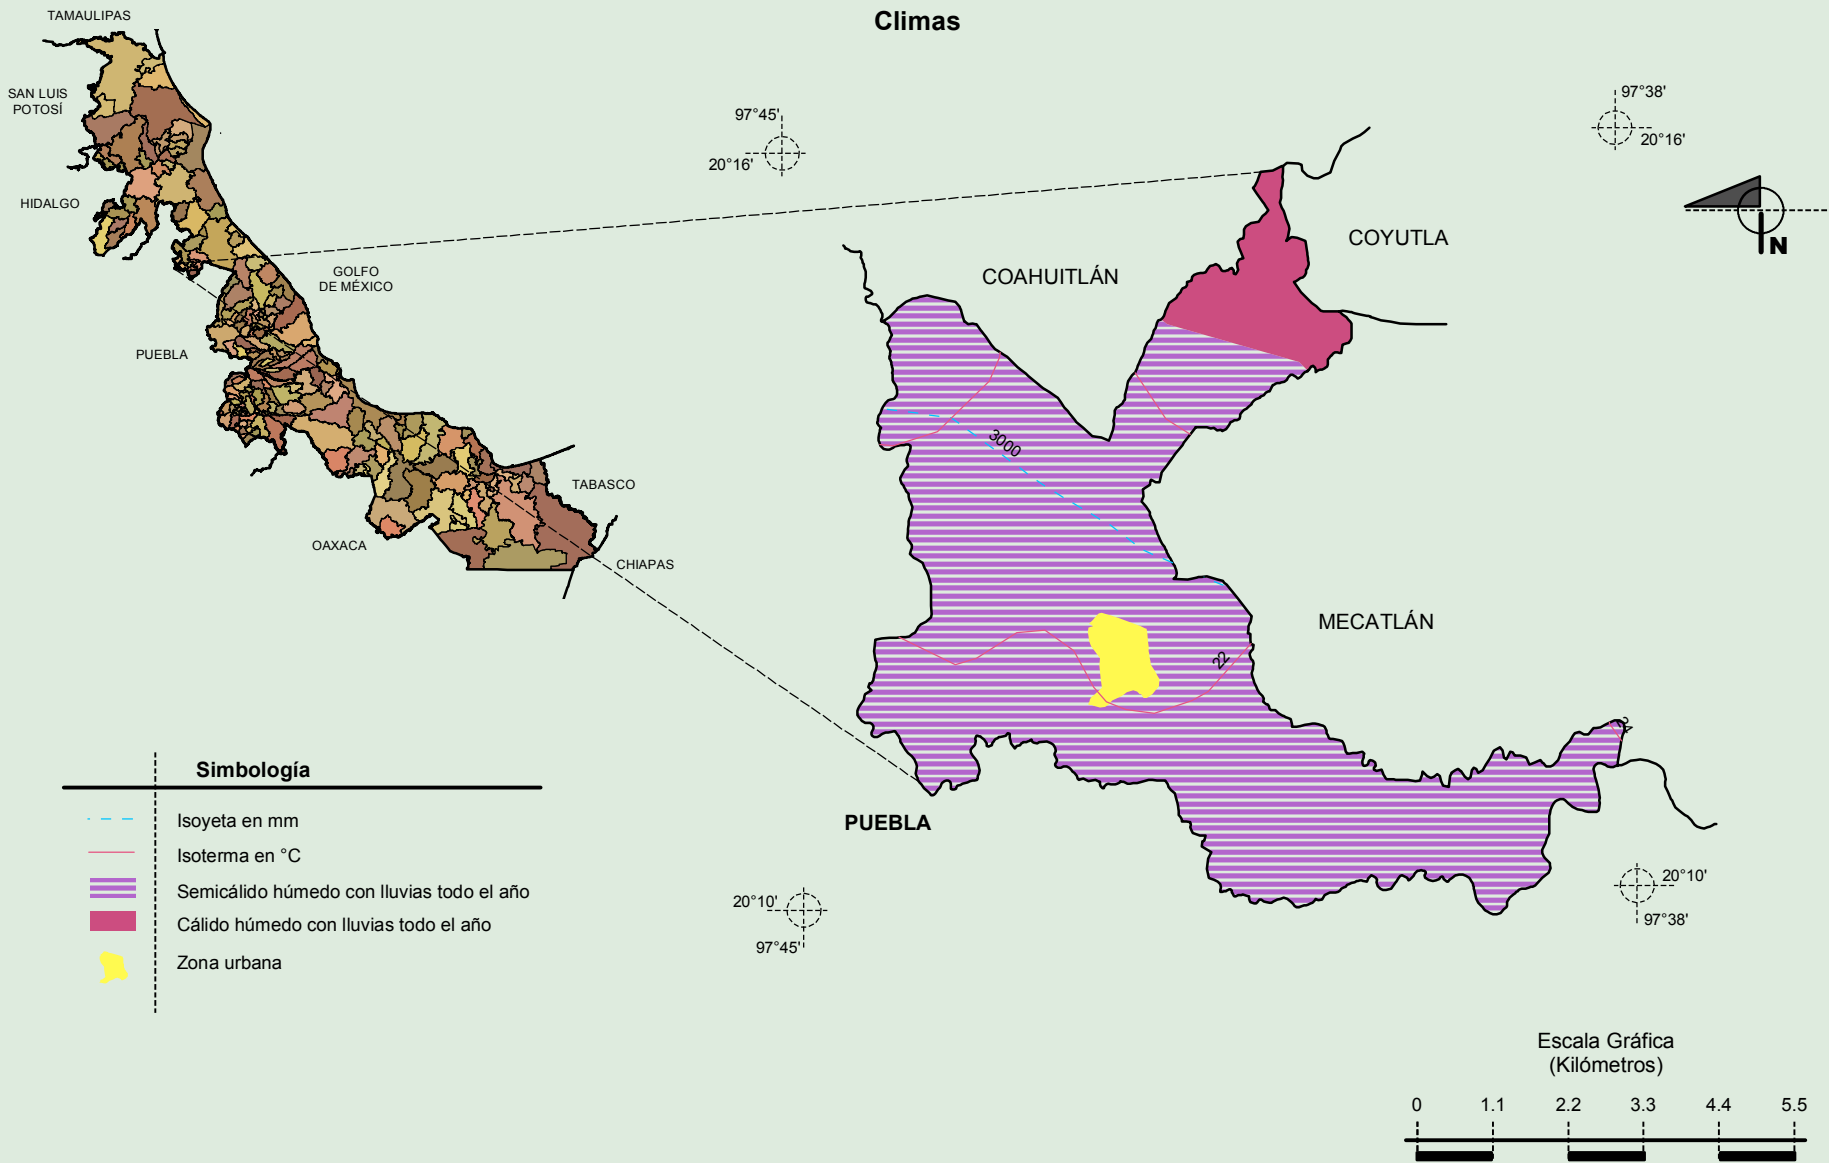 Climas
TAMAULIPAS
SAN LUIS
POTOSÍ
HIDALGO
GOLFO
DE MÉXICO
PUEBLA
OAXACA
TABASCO
CHIAPAS
97°45'
20°16'
97°38'
20°16'
N
COYUTLA
COAHUITLÁN
3000
MECATLÁN
22
24
PUEBLA
20°10'
97°45'
20°10'
97°38'
Simbología
Isoyeta en mm
Isoterma en °C
Semicálido húmedo con lluvias todo el año
Cálido húmedo con lluvias todo el año
Zona urbana
Escala Gráfica
(Kilómetros)
0 1.1 2.2 3.3 4.4 5.5